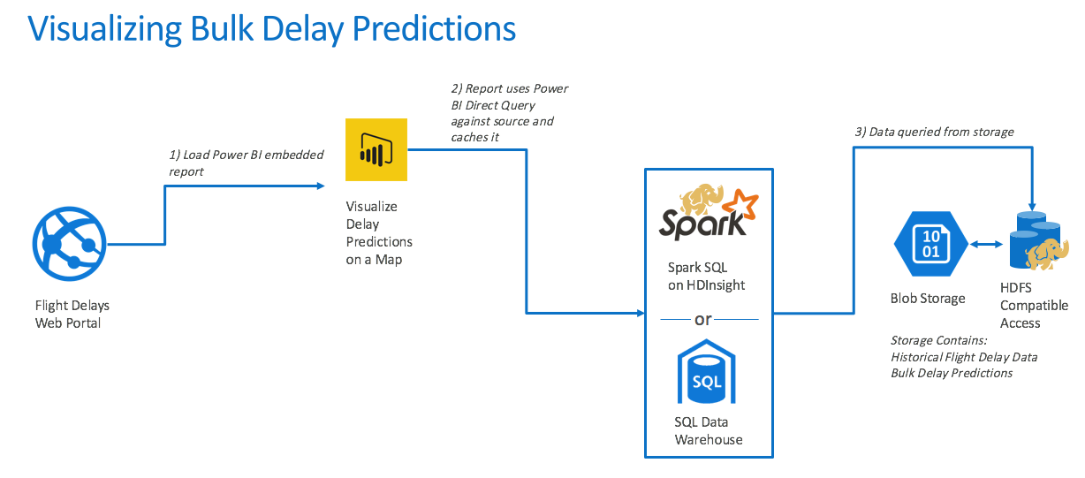 Visualizing Bulk Delay Predictions
1) Load Power BI embedded
report
Flight Delays
Web Portal
Visualize
Delay
Predictions
on a Map
2) Report uses Power
BI Direct Query
against source and
caches it
Spark
Spark SQL
on HDInsight
or
SQL
SQL Data
Warehouse
3) Data queried from storage
10
01
Blob Storage
HDFS
Compatible
Access
Storage Contains:
Historical Flight Delay Data
Bulk Delay Predictions